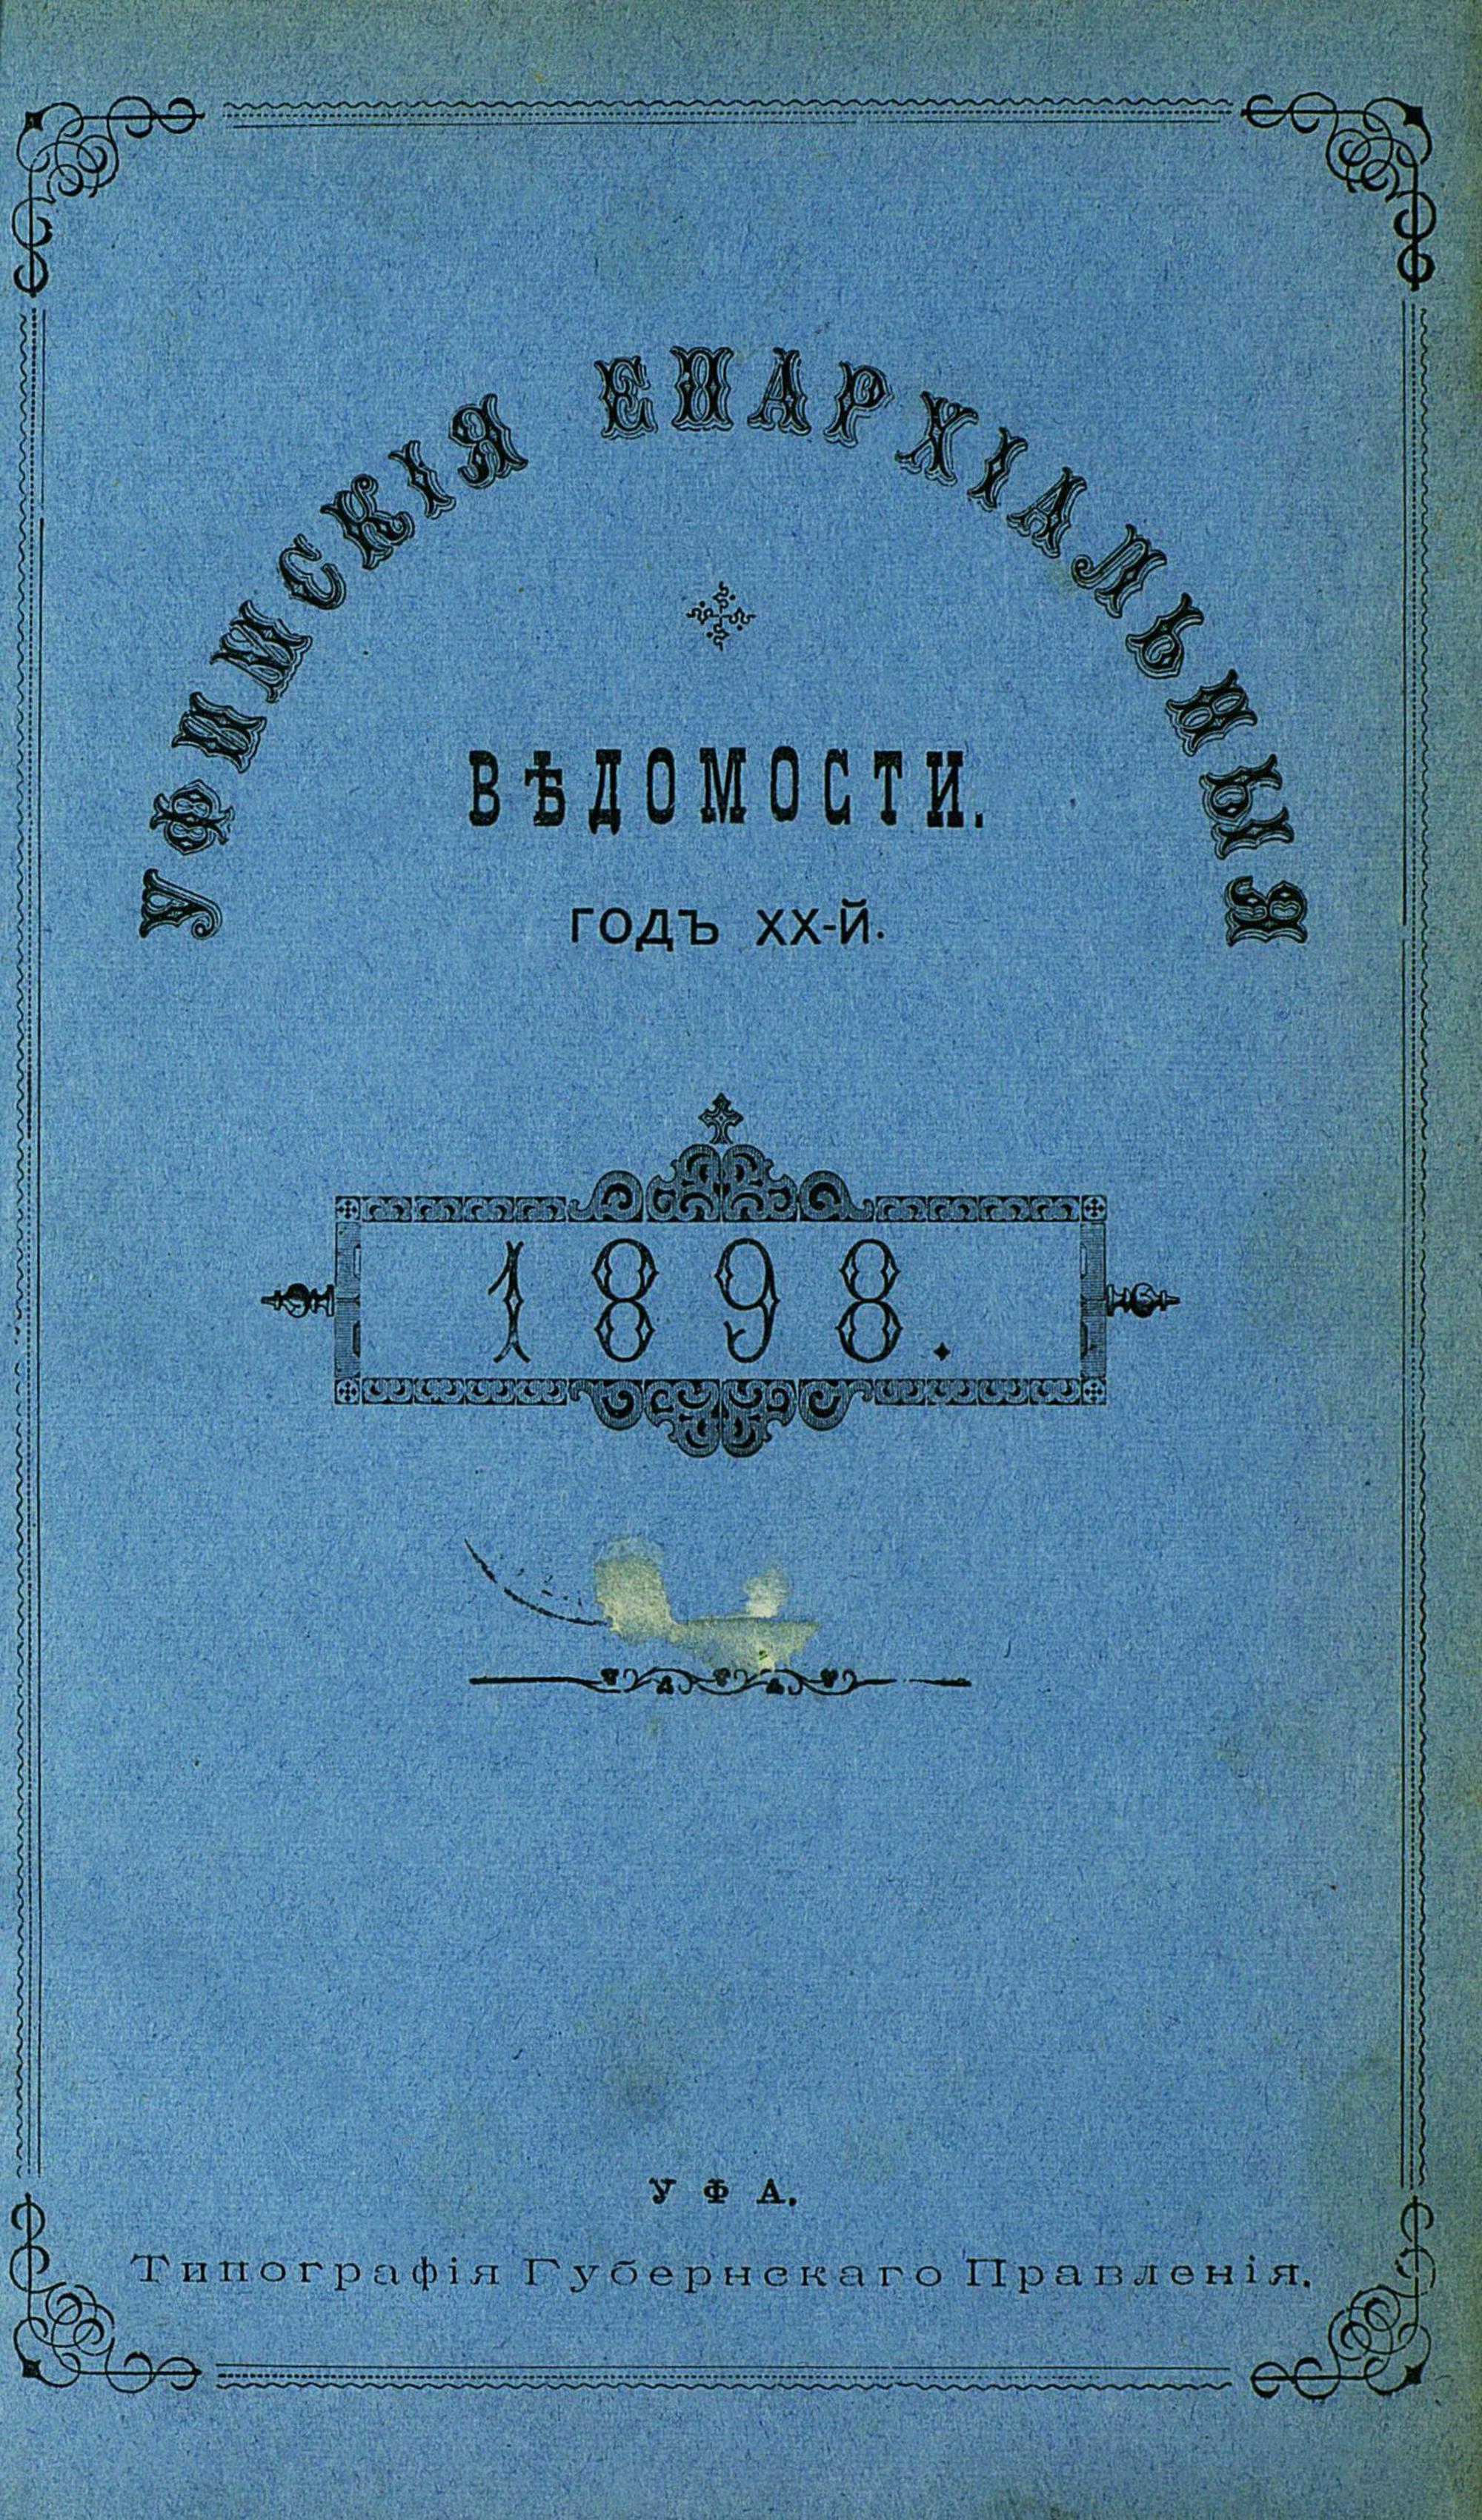 УФИМСКІЯ ЕПАРХІАЛЬНЫЯ
ВѢДОМОСТИ.
ГОДЪ XX-Й.
1898.
УФА.
Типографія Губернскаго Правленія.